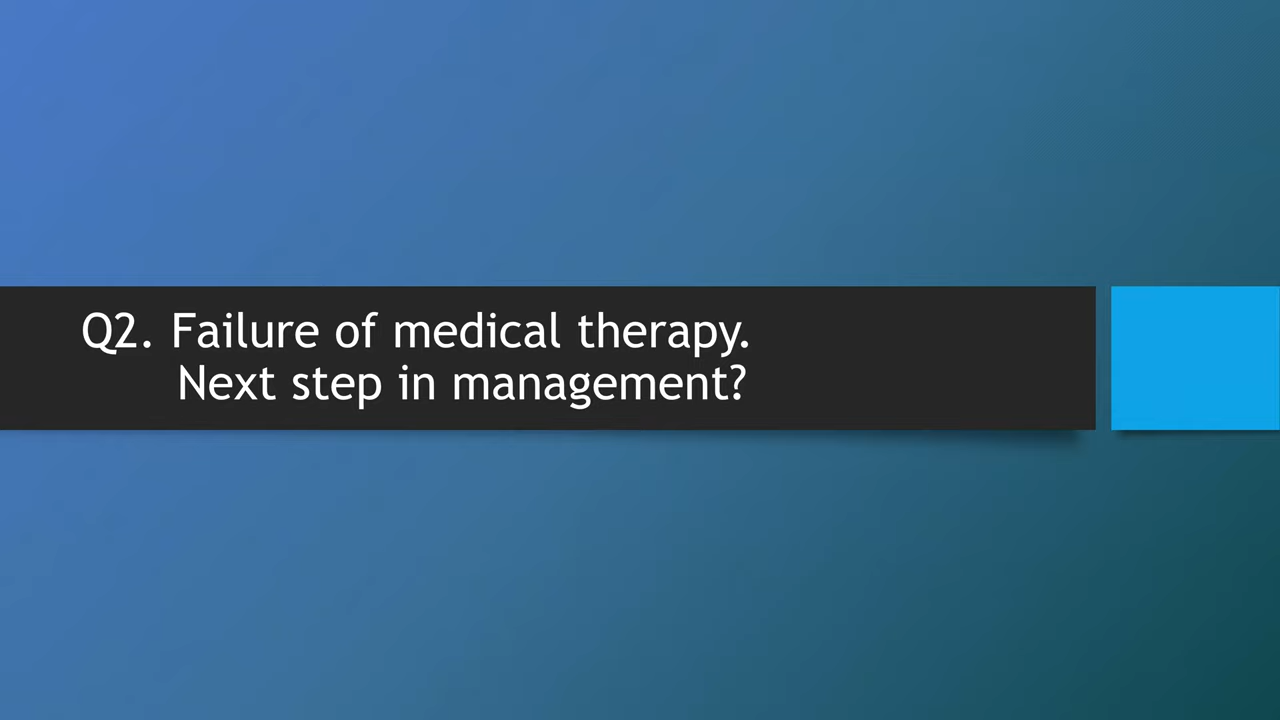 Q2. Failure of medical therapy.
Next step in management?